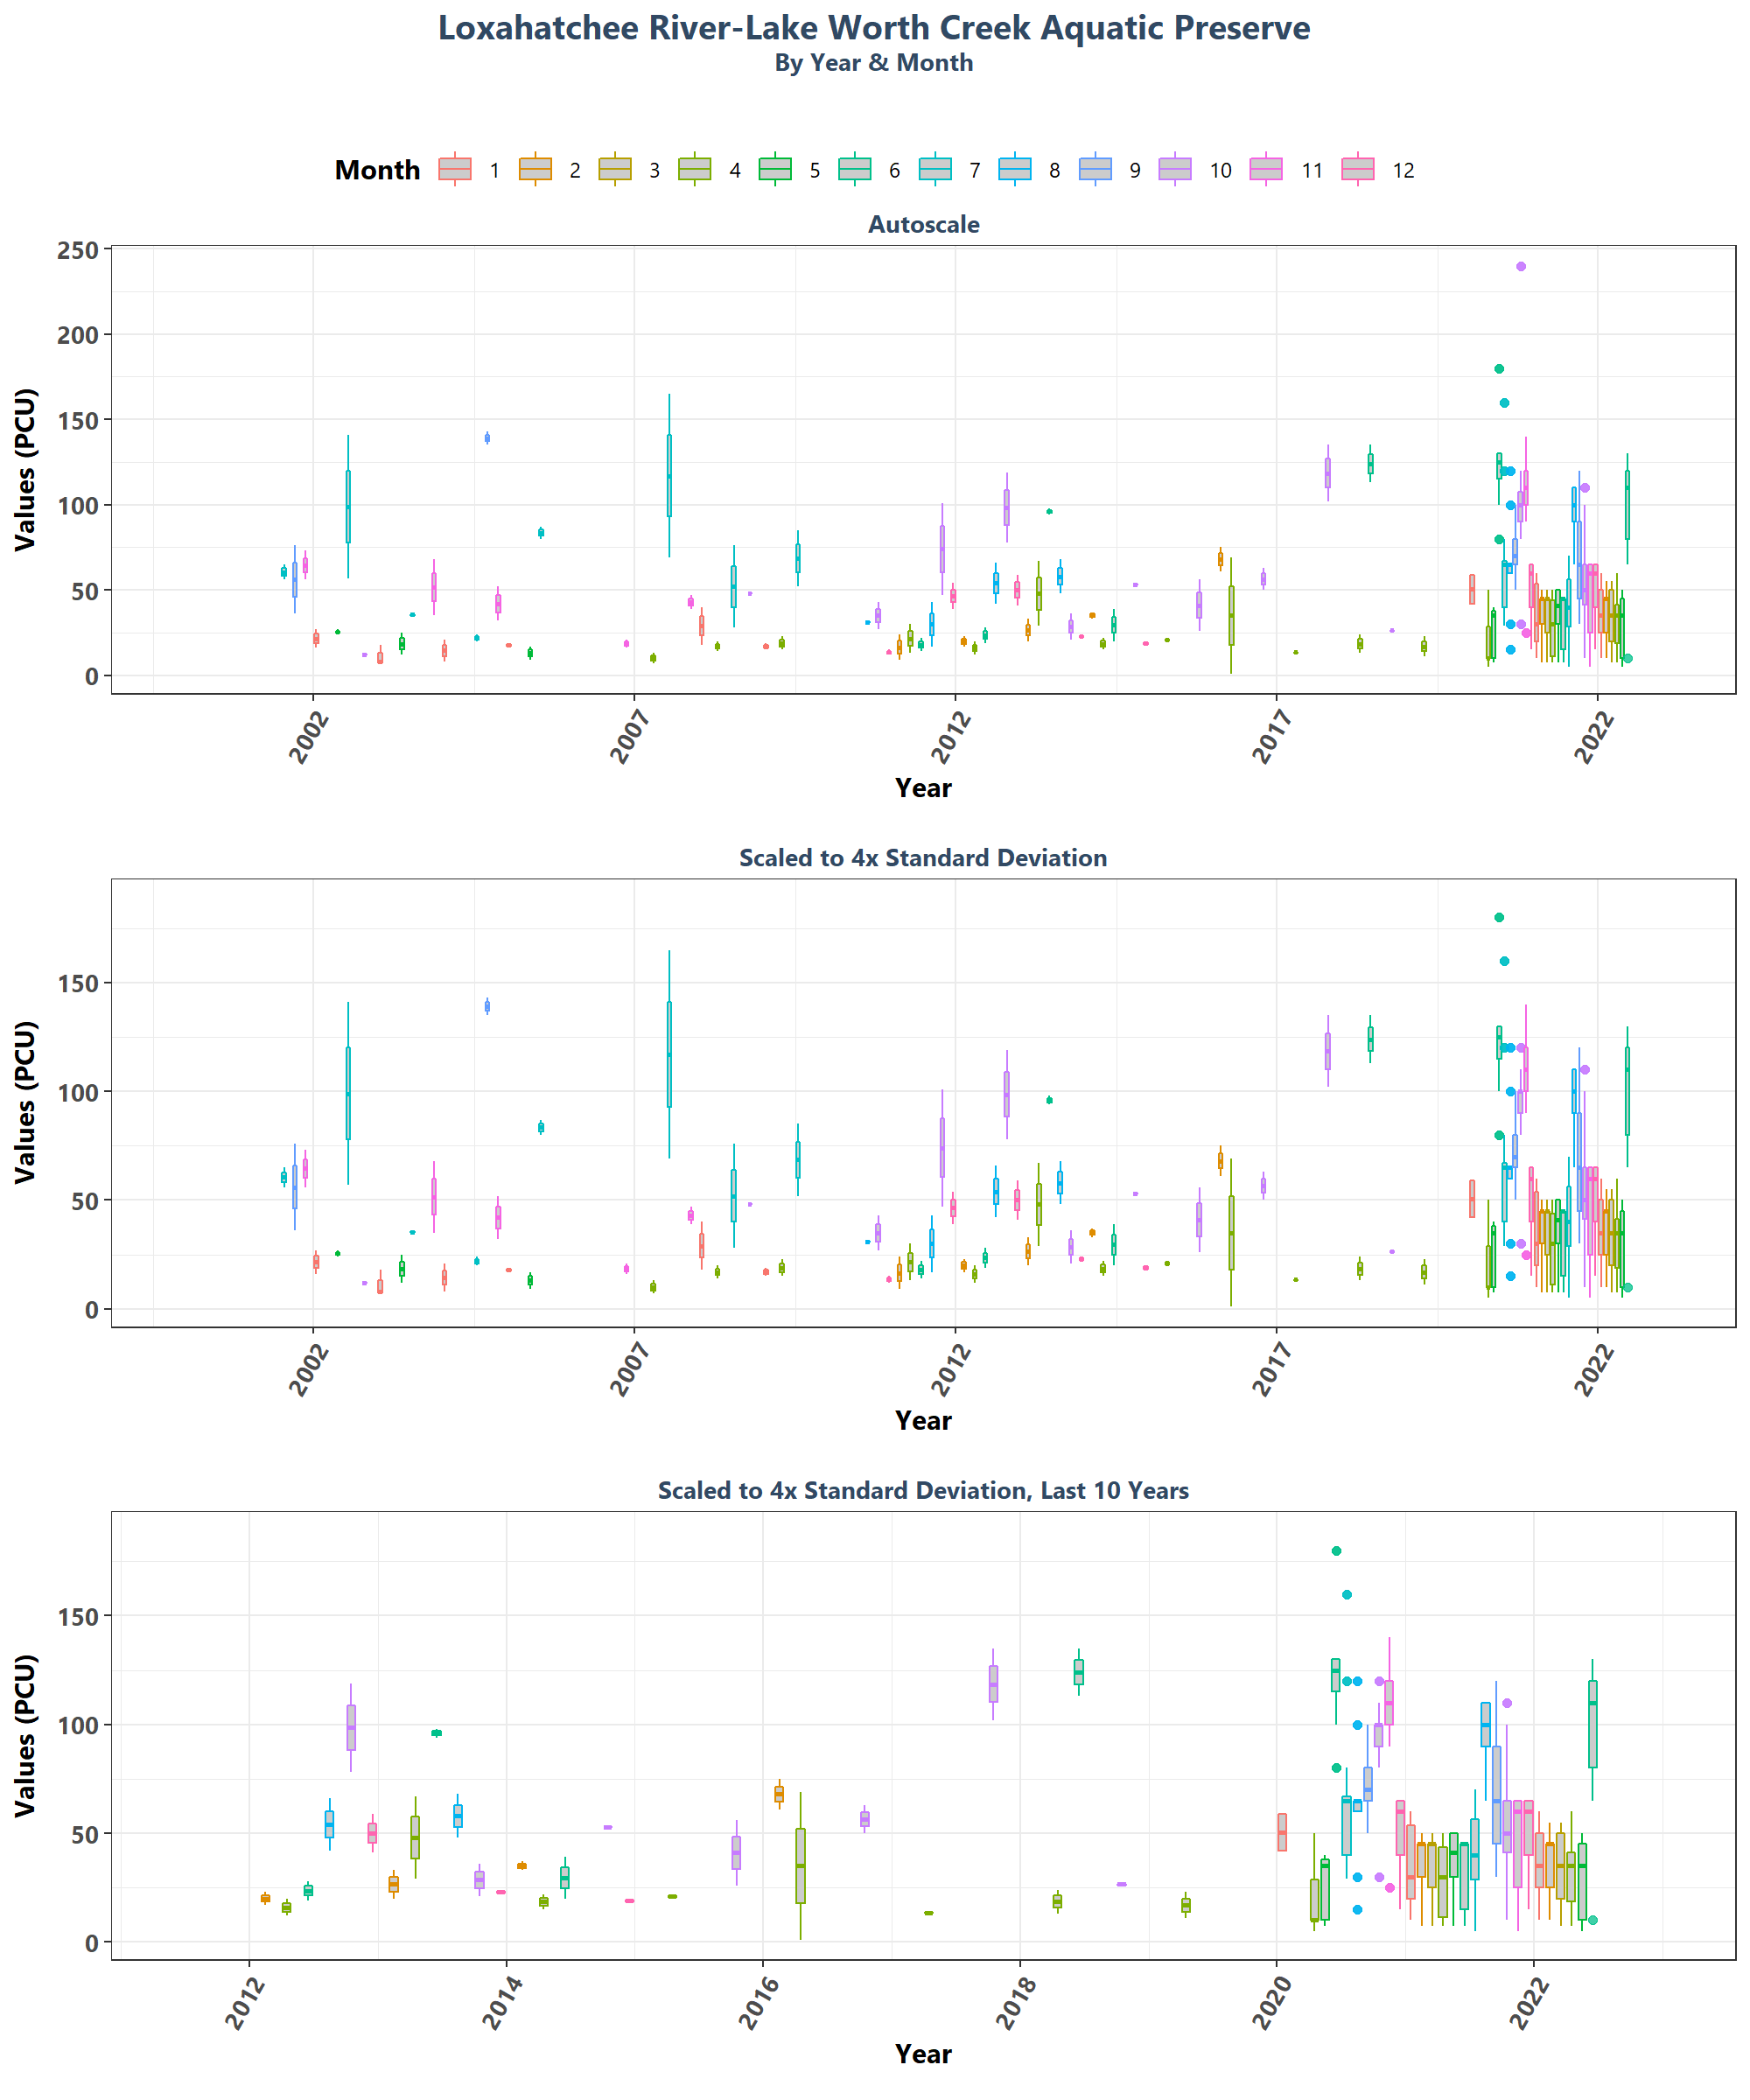 Loxahatchee River-Lake Worth Creek Aquatic Preserve
By Year & Month
Month 1 2 3 4 5 6 7 8 9 10 11 12
Autoscale
Values (PCU)
250
200
150
100
50
0
2002 2007 2012 2017 2022
Year
Scaled to 4x Standard Deviation
Values (PCU)
150
100
50
0
2002 2007 2012 2017 2022
Year
Scaled to 4x Standard Deviation, Last 10 Years
Values (PCU)
150
100
50
0
2012 2014 2016 2018 2020 2022
Year